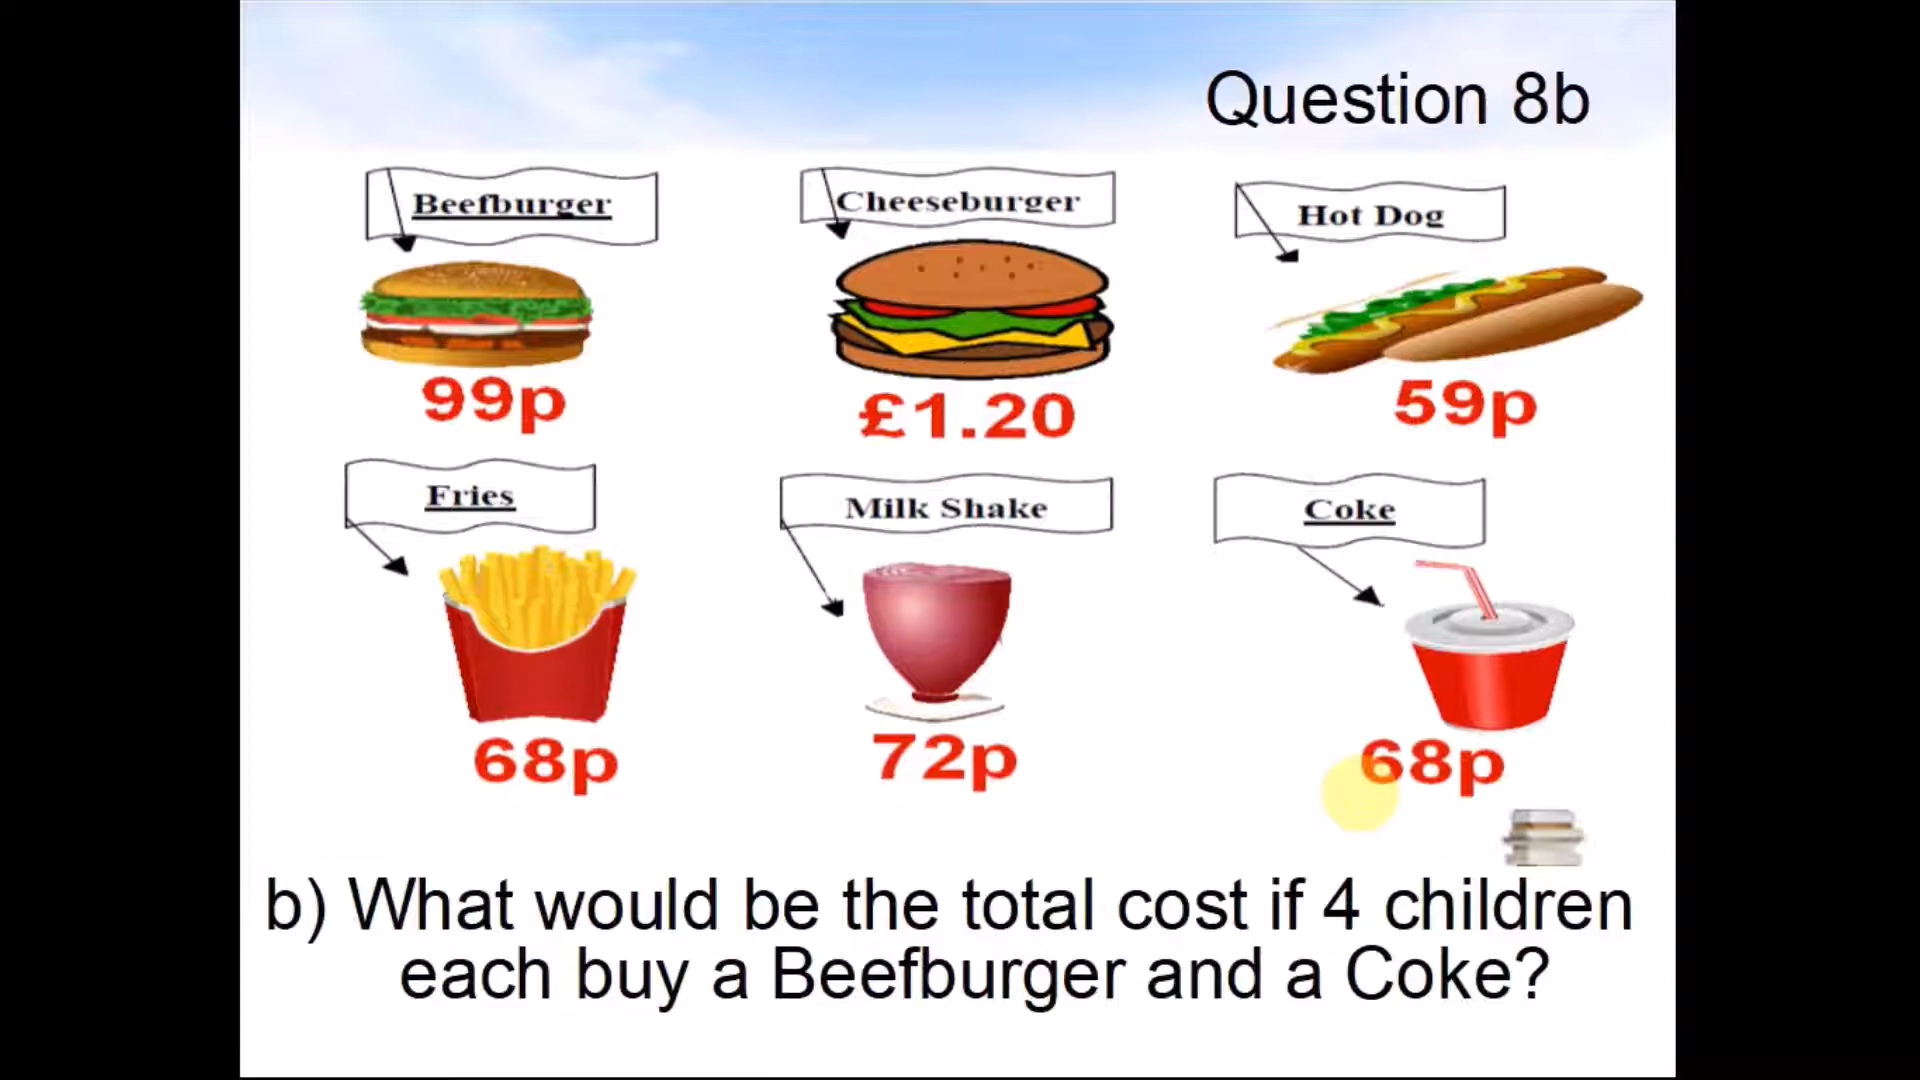 Question 8b
Beefburger
Cheeseburger
Hot Dog
99p
£1.20
59p
Fries
Milk Shake
Coke
68p
72p
68p
b) What would be the total cost if 4 children
each buy a Beefburger and a Coke?